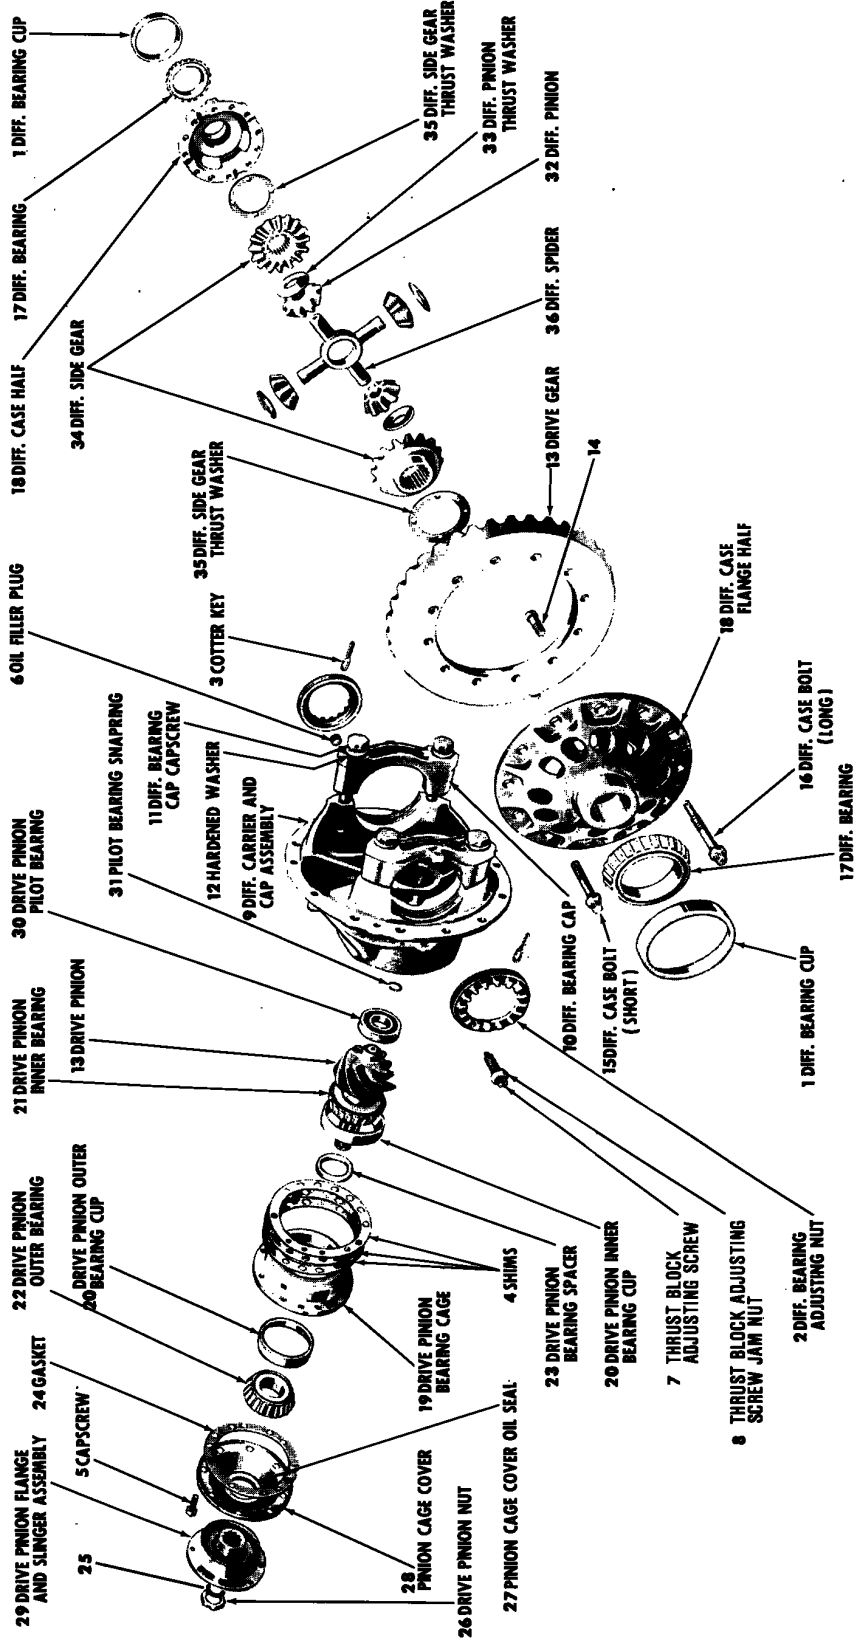 29 DRIVE PINION FLANGE
AND SLINGER ASSEMBLY
5 CAPSCREW
24 GASKET
22 DRIVE PINION
OUTER BEARING
20 DRIVE PINION OUTER
BEARING CUP
21 DRIVE PINION
INNER BEARING
13 DRIVE PINION
30 DRIVE PINION
PILOT BEARING
31 PILOT BEARING SNAPRING
11 DIFF. BEARING
CAP CAPSCREW
12 HARDENED WASHER
9 DIFF. CARRIER AND
CAP ASSEMBLY
6 OIL FILLER PLUG
3 COTTER KEY
35 DIFF. SIDE GEAR
THRUST WASHER
34 DIFF. SIDE GEAR
18 DIFF. CASE HALF
17 DIFF. BEARING
1 DIFF. BEARING CUP
25
28
PINION CAGE COVER
26 DRIVE PINION NUT
27 PINION CAGE COVER OIL SEAL
19 DRIVE PINION
BEARING CAGE
4 SHIMS
23 DRIVE PINION
BEARING SPACER
20 DRIVE PINION INNER
BEARING CUP
7 THRUST BLOCK
ADJUSTING SCREW
8 THRUST BLOCK ADJUSTING
SCREW JAM NUT
2 DIFF. BEARING
ADJUSTING NUT
10 DIFF. BEARING CAP
15 DIFF. CASE BOLT
(SHORT)
1 DIFF. BEARING CUP
17 DIFF. BEARING
16 DIFF. CASE BOLT
(LONG)
18 DIFF. CASE
FLANGE HALF
14
13 DRIVE GEAR
36 DIFF. SPIDER
32 DIFF. PINION
33 DIFF. PINION
THRUST WASHER
35 DIFF. SIDE GEAR
THRUST WASHER